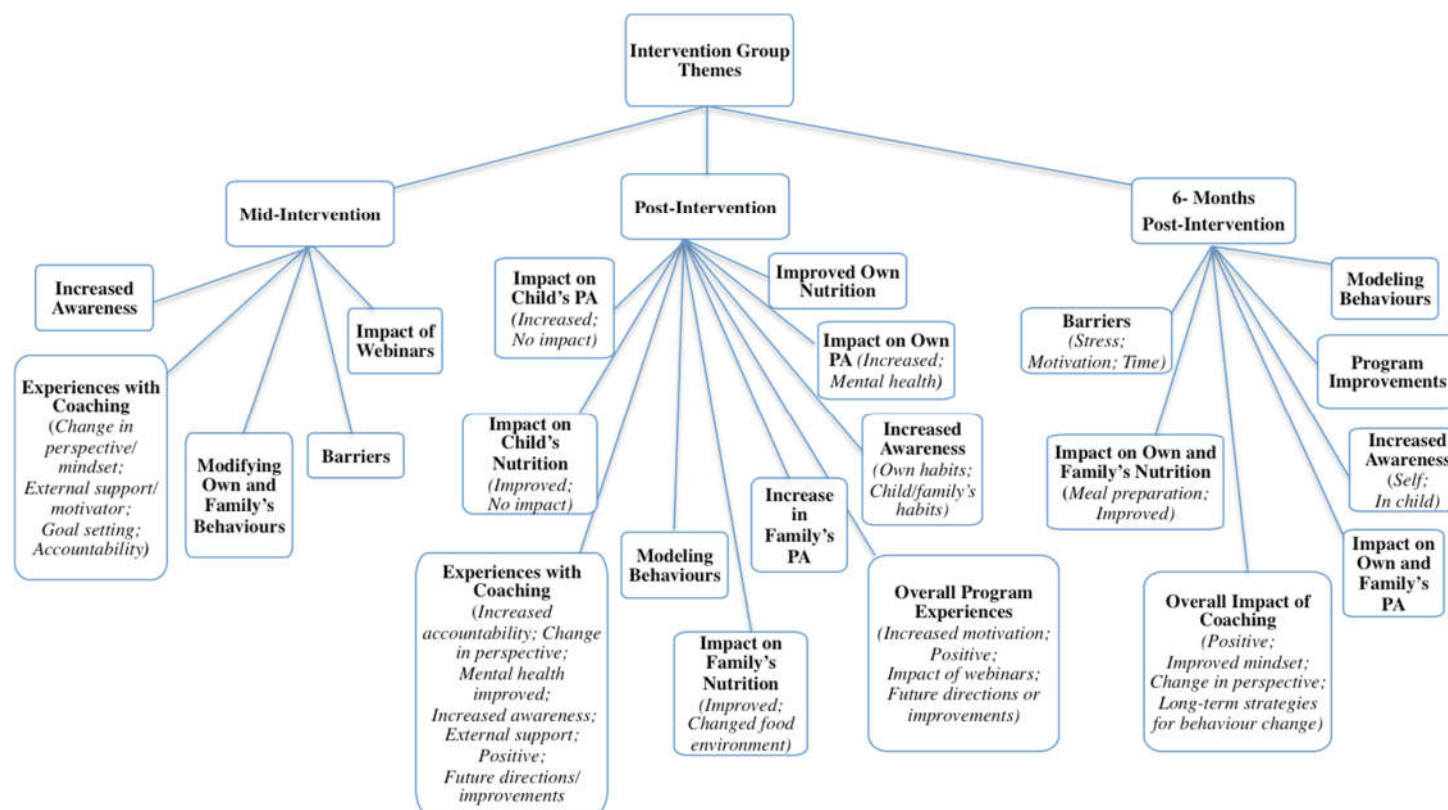 Intervention Group
Themes
Mid-Intervention
Post-Intervention
6- Months
Post-Intervention
Increased
Awareness
Impact of
Webinars
Experiences with
Coaching
(Change in
perspective/
mindset;
External support/
motivator;
Goal setting;
Accountability)
Modifying
Own and
Family's
Behaviours
Barriers
Impact on
Child's PA
(Increased;
No impact)
Improved Own
Nutrition
Impact on Own
PA (Increased;
Mental health)
Impact on
Child's
Nutrition
(Improved;
No impact)
Increased
Awareness
(Own habits;
Child/family's
habits)
Increase
in
Family's
PA
Modeling
Behaviours
Experiences with
Coaching
(Increased
accountability; Change
in perspective;
Mental health
improved;
Increased awareness;
External support;
Positive;
Future directions/
improvements
Impact on
Family's
Nutrition
(Improved;
Changed food
environment)
Overall Program
Experiences
(Increased motivation;
Positive;
Impact of webinars;
Future directions or
improvements)
Modeling
Behaviours
Barriers
(Stress;
Motivation; Time)
Program
Improvements
Impact on Own and
Family's Nutrition
(Meal preparation;
Improved)
Increased
Awareness
(Self;
In child)
Impact on
Own and
Family's
PA
Overall Impact of
Coaching
(Positive;
Improved mindset;
Change in perspective;
Long-term strategies
for behaviour change)